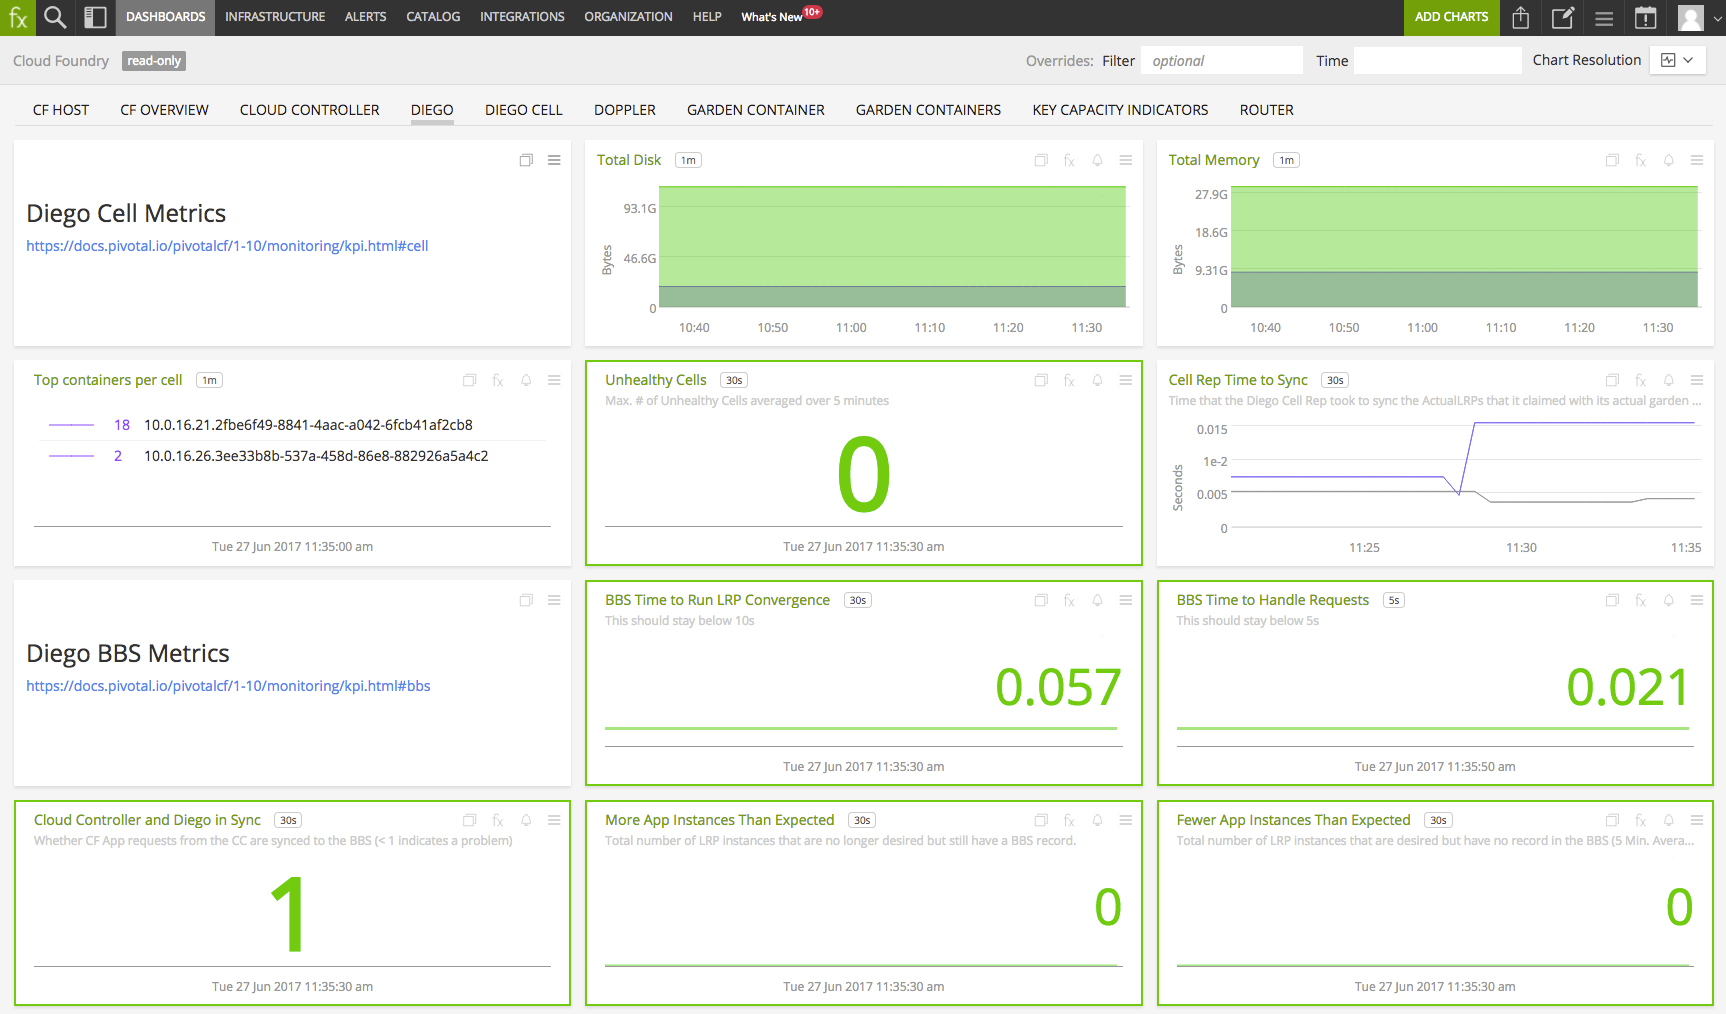 fx DASHBOARDS INFRASTRUCTURE ALERTS CATALOG INTEGRATIONS ORGANIZATION HELP What's New 10+ ADD CHARTS
Cloud Foundry read-only Overrides: Filter optional Time Chart Resolution
CF HOST CF OVERVIEW CLOUD CONTROLLER DIEGO DIEGO CELL DOPPLER GARDEN CONTAINER GARDEN CONTAINERS KEY CAPACITY INDICATORS ROUTER
Diego Cell Metrics
https://docs.pivotal.io/pivotalcf/1-10/monitoring/kpi.html#cell
Total Disk 1m fx
93.1G
46.6G
0
Bytes
10:40 10:50 11:00 11:10 11:20 11:30
Total Memory 1m fx
27.9G
18.6G
9.31G
0
Bytes
10:40 10:50 11:00 11:10 11:20 11:30
Top containers per cell 1m fx
18 10.0.16.21.2fbe6f49-8841-4aac-a042-6fcb41af2cb8
2 10.0.16.26.3ee33b8b-537a-458d-86e8-882926a5a4c2
Tue 27 Jun 2017 11:35:00 am
Unhealthy Cells 30s fx
Max. # of Unhealthy Cells averaged over 5 minutes
0
Tue 27 Jun 2017 11:35:30 am
Cell Rep Time to Sync 30s fx
Time that the Diego Cell Rep took to sync the ActualLRPs that it claimed with its actual garden ...
0.015
1e-2
0.005
0
Seconds
11:25 11:30 11:35
Diego BBS Metrics
https://docs.pivotal.io/pivotalcf/1-10/monitoring/kpi.html#bbs
BBS Time to Run LRP Convergence 30s fx
This should stay below 10s
0.057
Tue 27 Jun 2017 11:35:30 am
BBS Time to Handle Requests 5s fx
This should stay below 5s
0.021
Tue 27 Jun 2017 11:35:50 am
Cloud Controller and Diego in Sync 30s fx
Whether CF App requests from the CC are synced to the BBS (< 1 indicates a problem)
1
Tue 27 Jun 2017 11:35:30 am
More App Instances Than Expected 30s fx
Total number of LRP instances that are no longer desired but still have a BBS record.
0
Tue 27 Jun 2017 11:35:30 am
Fewer App Instances Than Expected 30s fx
Total number of LRP instances that are desired but have no record in the BBS (5 Min. Avera...
0
Tue 27 Jun 2017 11:35:30 am